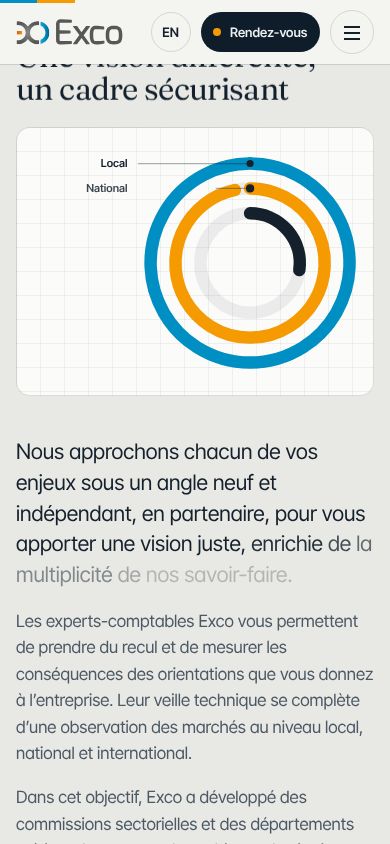 Exco
EN
Rendez-vous
Une vision différente,
un cadre sécurisant
Local
National
Nous approchons chacun de vos
enjeux sous un angle neuf et
indépendant, en partenaire, pour vous
apporter une vision juste, enrichie de la
multiplicité de nos savoir-faire.
Les experts-comptables Exco vous permettent
de prendre du recul et de mesurer les
conséquences des orientations que vous donnez
à l’entreprise. Leur veille technique se complète
d’une observation des marchés au niveau local,
national et international.
Dans cet objectif, Exco a développé des
commissions sectorielles et des départements